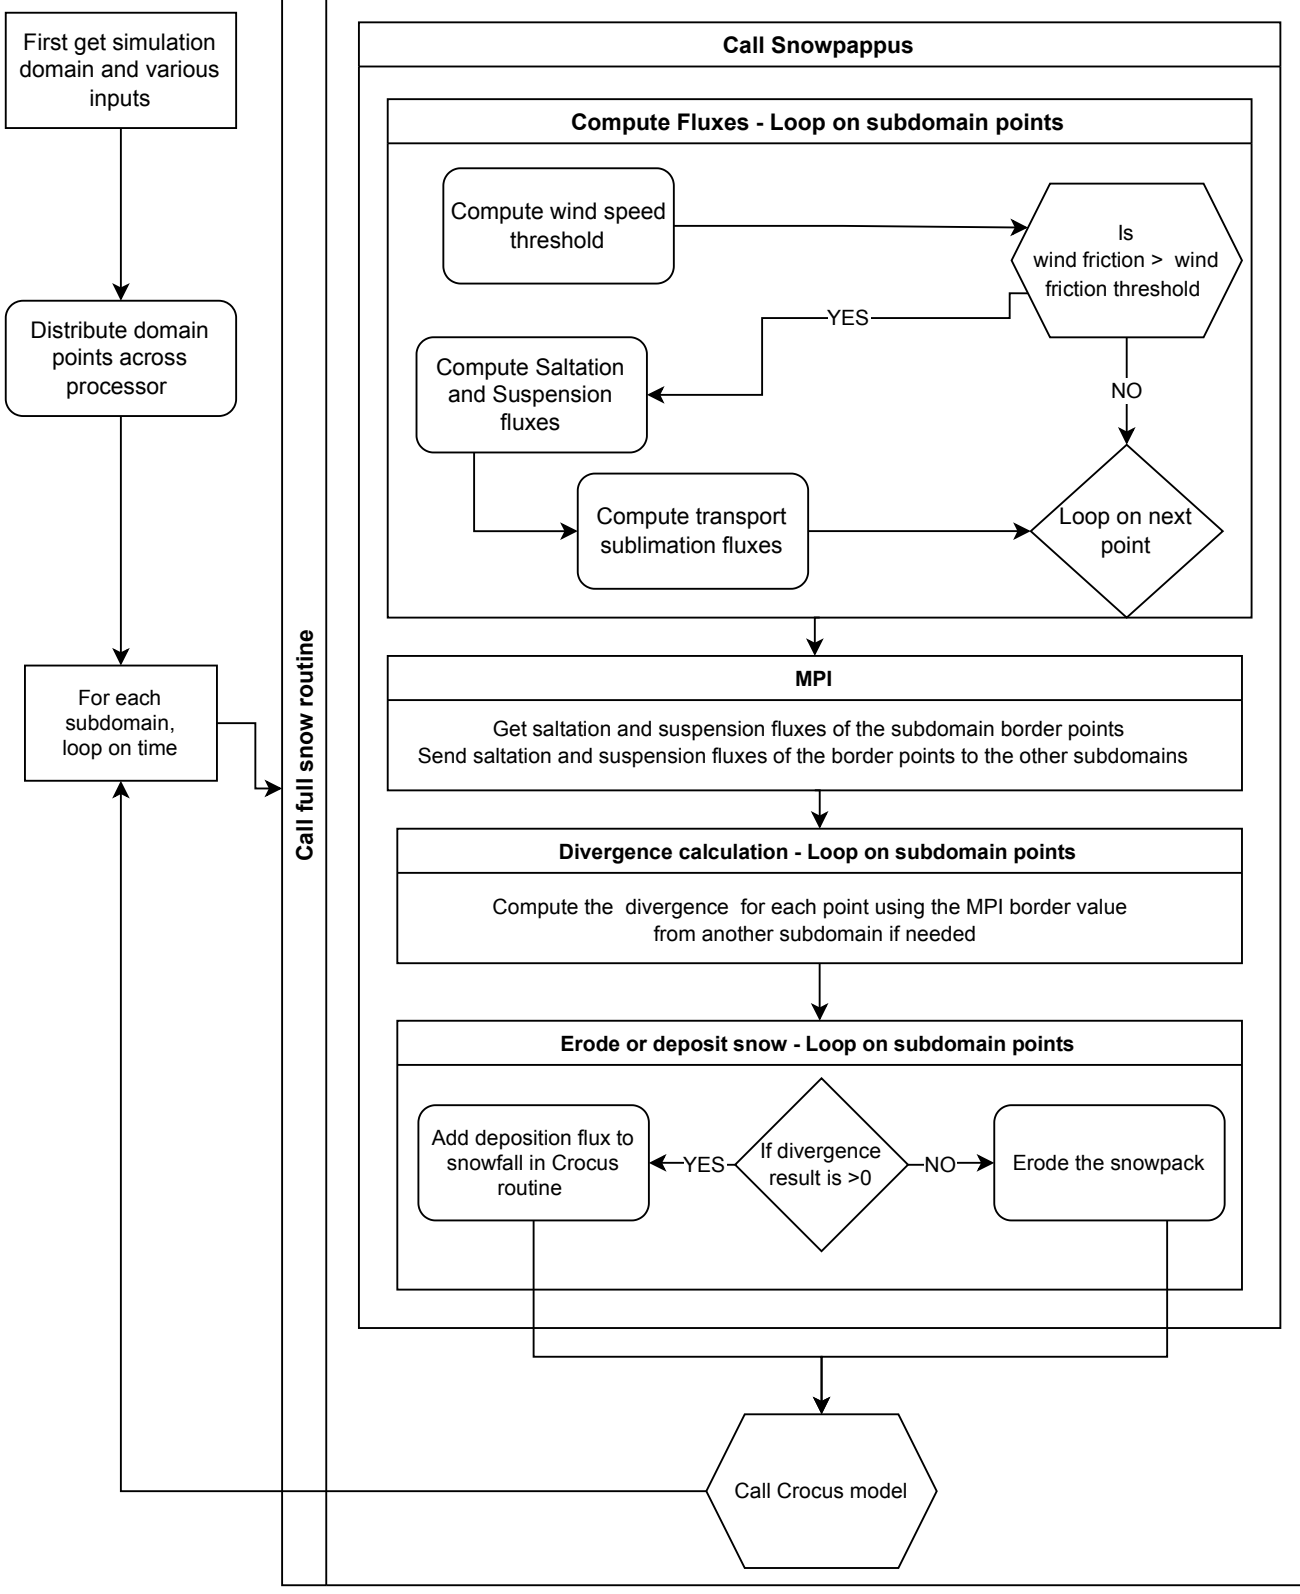 First get simulation
domain and various
inputs
Distribute domain
points across
processor
For each
subdomain,
loop on time
Call full snow routine
Call Snowpappus
Compute Fluxes - Loop on subdomain points
Compute wind speed
threshold
Is
wind friction > wind
friction threshold
YES
NO
Compute Saltation
and Suspension
fluxes
Compute transport
sublimation fluxes
Loop on next
point
MPI
Get saltation and suspension fluxes of the subdomain border points
Send saltation and suspension fluxes of the border points to the other subdomains
Divergence calculation - Loop on subdomain points
Compute the divergence for each point using the MPI border value
from another subdomain if needed
Erode or deposit snow - Loop on subdomain points
Add deposition flux to
snowfall in Crocus
routine
YES
If divergence
result is >0
NO
Erode the snowpack
Call Crocus model